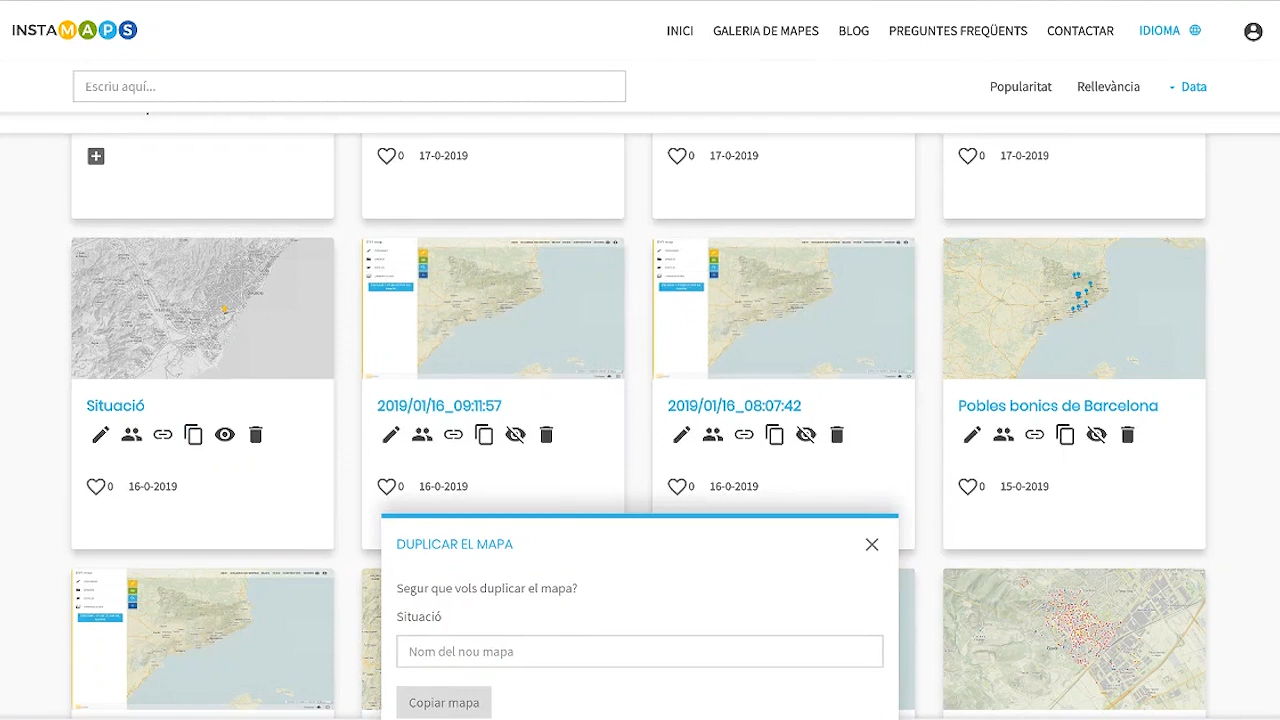 INSTAMAPS
INICI
GALERIA DE MAPES
BLOG
PREGUNTES FREQÜENTS
CONTACTAR
IDIOMA
Escriu aquí...
Popularitat
Rellevància
Data
0 17-0-2019
0 17-0-2019
0 17-0-2019
Situació
2019/01/16_09:11:57
2019/01/16_08:07:42
Pobles bonics de Barcelona
0 16-0-2019
0 16-0-2019
0 16-0-2019
0 15-0-2019
DUPLICAR EL MAPA
Segur que vols duplicar el mapa?
Situació
Nom del nou mapa
Copiar mapa